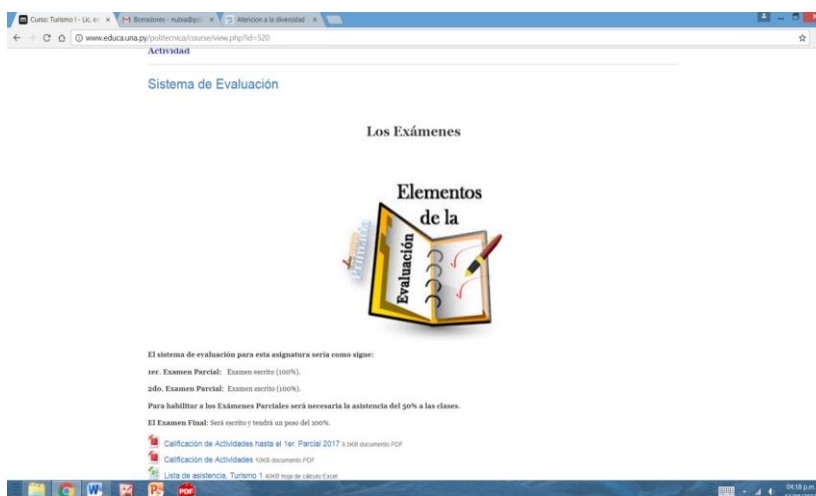 Curso: Turismo I - Lic. en
Borradores - nubia@pol
Atencion a la diversidad
www.educa.una.py/politecnica/course/view.php?id=520
Actividad
Sistema de Evaluación
Los Exámenes
Elementos
de la
Evaluación
Primaria
El sistema de evaluación para esta asignatura sería como sigue:
1er. Examen Parcial: Examen escrito (100%).
2do. Examen Parcial: Examen escrito (100%).
Para habilitar a los Exámenes Parciales será necesaria la asistencia del 50% a las clases.
El Examen Final: Será escrito y tendrá un peso del 100%.
Calificación de Actividades hasta el 1er. Parcial 2017 9.5KB documento PDF
Calificación de Actividades 10KB documento PDF
Lista de asistencia, Turismo 1 40KB hoja de cálculo Excel
PDF
04:18 p.m.